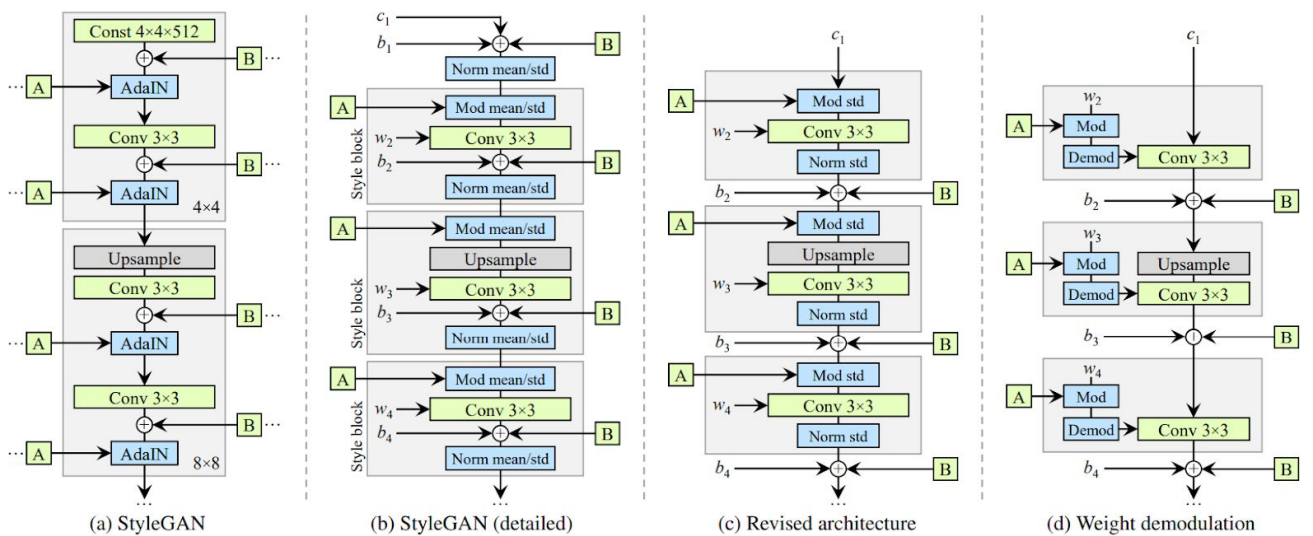 Const 4×4×512
B ...
... A
AdaIN
Conv 3×3
B ...
... A
AdaIN
4×4
Upsample
Conv 3×3
B ...
... A
AdaIN
Conv 3×3
B ...
... A
AdaIN
8×8
...
(a) StyleGAN
c1
b1
B
Norm mean/std
A
Mod mean/std
w2
Conv 3×3
b2
B
Norm mean/std
Style block
A
Mod mean/std
Upsample
w3
Conv 3×3
b3
B
Norm mean/std
Style block
A
Mod mean/std
w4
Conv 3×3
b4
B
Norm mean/std
Style block
...
(b) StyleGAN (detailed)
c1
A
Mod std
w2
Conv 3×3
Norm std
b2
B
A
Mod std
Upsample
w3
Conv 3×3
Norm std
b3
B
A
Mod std
w4
Conv 3×3
Norm std
b4
B
...
(c) Revised architecture
c1
w2
A
Mod
Demod
Conv 3×3
b2
B
w3
A
Mod
Upsample
Demod
Conv 3×3
b3
B
w4
A
Mod
Demod
Conv 3×3
b4
B
...
(d) Weight demodulation